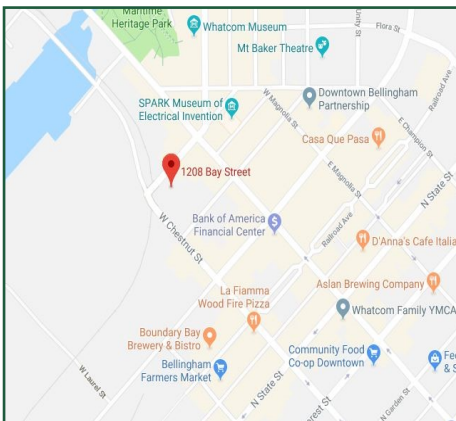 Maritime
Heritage Park
Whatcom Museum
Flora St
Unity St
Mt Baker Theatre
Railroad Ave
SPARK Museum of
Electrical Invention
W Magnolia St
Downtown Bellingham
Partnership
E Champion St
Casa Que Pasa
1208 Bay Street
E Magnolia St
N State St
Bank of America
Financial Center
Railroad Ave
W Chestnut St
D'Anna's Cafe Italia
La Fiamma
Wood Fire Pizza
Aslan Brewing Company
Whatcom Family YMCA
Boundary Bay
Brewery & Bistro
Community Food
Co-op Downtown
Fe
& S
Bellingham
Farmers Market
W Laurel St
N State St
rest St
N Garden St